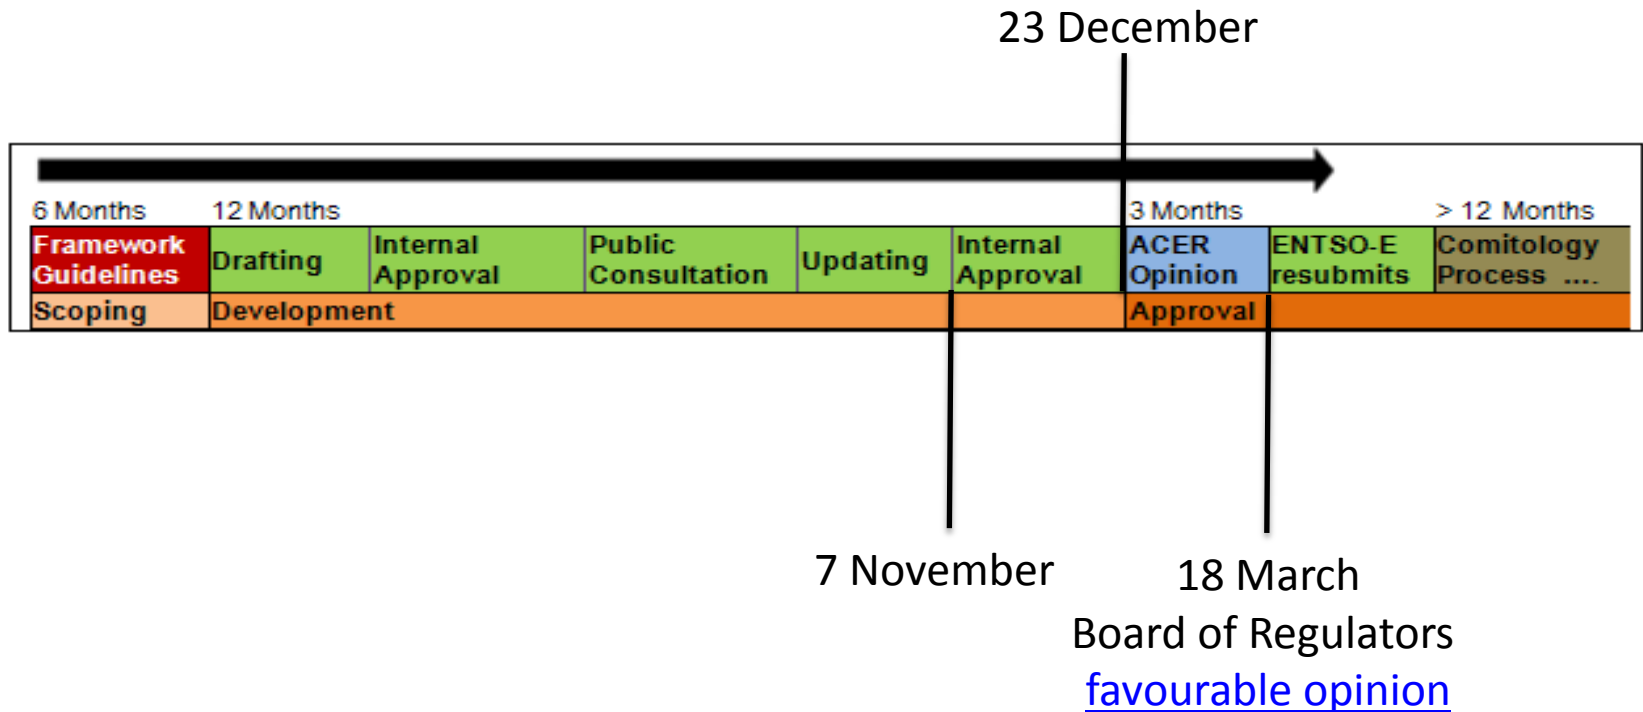 23 December
6 Months 12 Months 3 Months > 12 Months
Framework Guidelines
Drafting
Internal Approval
Public Consultation
Updating
Internal Approval
ACER Opinion
ENTSO-E resubmits
Comitology Process ....
Scoping Development Approval
7 November
18 March
Board of Regulators
favourable opinion